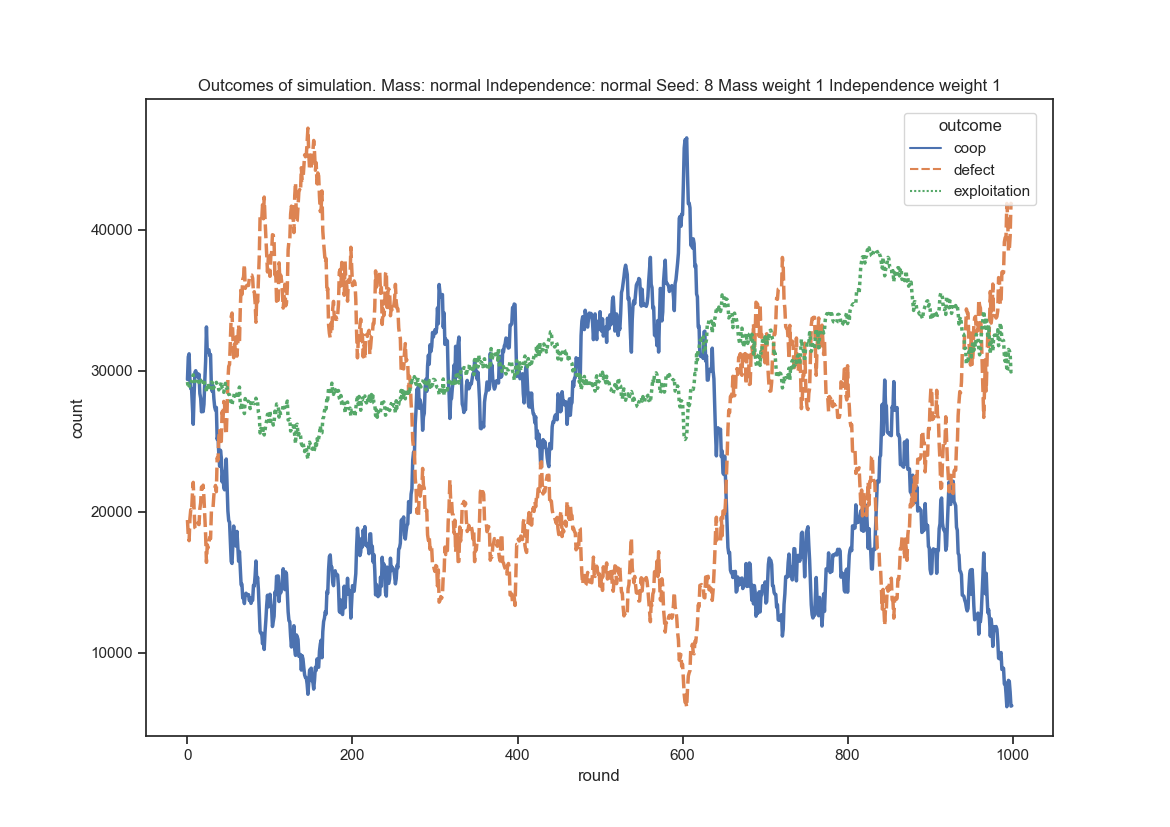 Outcomes of simulation. Mass: normal Independence: normal Seed: 8 Mass weight 1 Independence weight 1
outcome
coop
defect
exploitation
count
40000
30000
20000
10000
0 200 400 600 800 1000
round